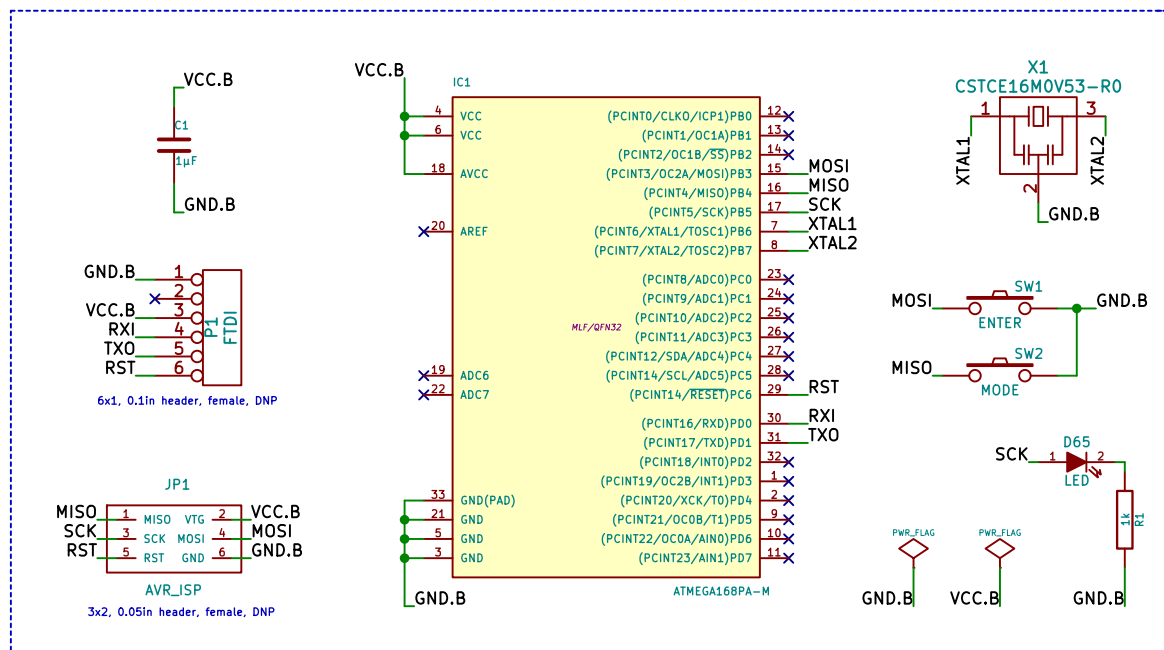 VCC.B
C1
1µF
GND.B
GND.B 1
2
VCC.B 3
RXI 4
TXO 5
RST 6
P1
FTDI
6x1, 0.1in header, female, DNP
JP1
MISO 1 MISO VTG 2 VCC.B
SCK 3 SCK MOSI 4 MOSI
RST 5 RST GND 6 GND.B
AVR_ISP
3x2, 0.05in header, female, DNP
VCC.B
IC1
4 VCC (PCINT0/CLKO/ICP1)PB0 12
6 VCC (PCINT1/OC1A)PB1 13
(PCINT2/OC1B/SS)PB2 14
18 AVCC (PCINT3/OC2A/MOSI)PB3 15 MOSI
(PCINT4/MISO)PB4 16 MISO
(PCINT5/SCK)PB5 17 SCK
20 AREF (PCINT6/XTAL1/TOSC1)PB6 7 XTAL1
(PCINT7/XTAL2/TOSC2)PB7 8 XTAL2
(PCINT8/ADC0)PC0 23
(PCINT9/ADC1)PC1 24
(PCINT10/ADC2)PC2 25
MLF/QFN32
(PCINT11/ADC3)PC3 26
(PCINT12/SDA/ADC4)PC4 27
19 ADC6 (PCINT14/SCL/ADC5)PC5 28
22 ADC7 (PCINT14/RESET)PC6 29 RST
(PCINT16/RXD)PD0 30 RXI
(PCINT17/TXD)PD1 31 TXO
(PCINT18/INT0)PD2 32
(PCINT19/OC2B/INT1)PD3 1
33 GND(PAD) (PCINT20/XCK/T0)PD4 2
21 GND (PCINT21/OC0B/T1)PD5 9
5 GND (PCINT22/OC0A/AIN0)PD6 10
3 GND (PCINT23/AIN1)PD7 11
GND.B
ATMEGA168PA-M
X1
CSTCE16M0V53-R0
1 3
XTAL1
XTAL2
2
GND.B
MOSI
SW1
ENTER
GND.B
MISO
SW2
MODE
SCK 1 D65 2
LED
1k
R1
GND.B
PWR_FLAG
GND.B
PWR_FLAG
VCC.B